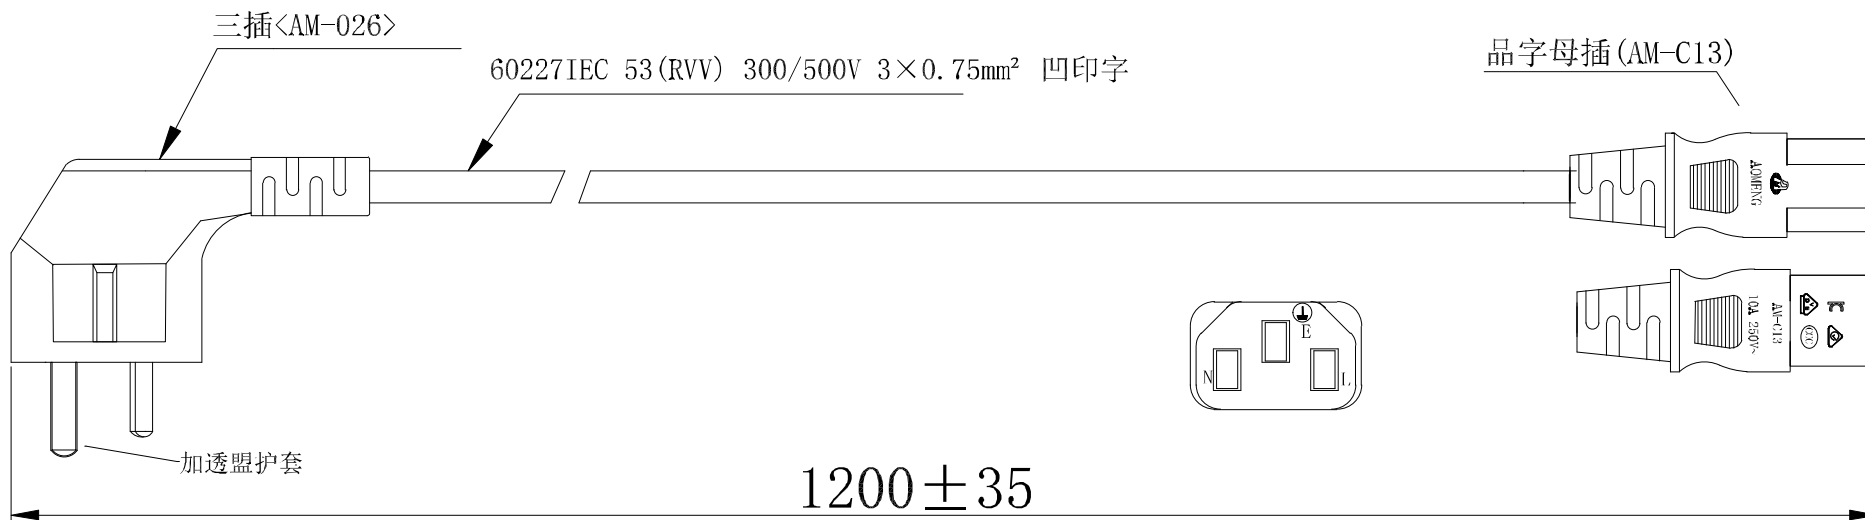 三插<AM-026>
60227IEC 53(RVV) 300/500V 3×0.75mm² 凹印字
品字母插(AM-C13)
AOMENG
AM-C13
10A 250V~
CCC
E
N
L
加透盟护套
1200±35